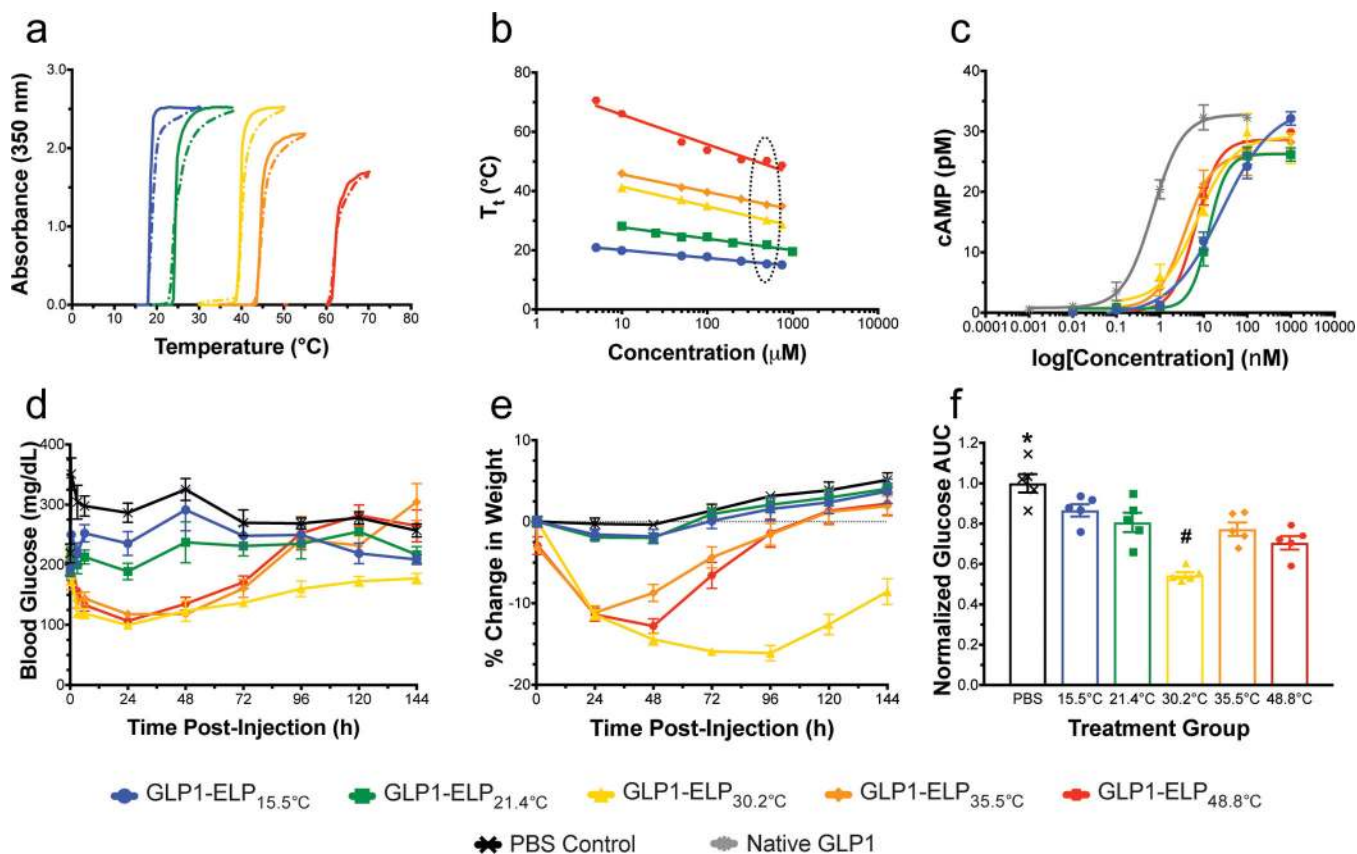 a
Absorbance (350 nm)
3.0
2.0
1.0
0.0
0 10 20 30 40 50 60 70 80
Temperature (°C)
b
Tt (°C)
80
60
40
20
0
1 10 100 1000 10000
Concentration (μM)
c
cAMP (pM)
40
30
20
10
0
0.0001 0.001 0.01 0.1 1 10 100 1000 10000
log[Concentration] (nM)
d
Blood Glucose (mg/dL)
400
300
200
100
0
0 24 48 72 96 120 144
Time Post-Injection (h)
e
% Change in Weight
10
0
-10
-20
0 24 48 72 96 120 144
Time Post-Injection (h)
f
Normalized Glucose AUC
1.2
1.0
0.8
0.6
0.4
0.2
0.0
*
#
PBS 15.5°C 21.4°C 30.2°C 35.5°C 48.8°C
Treatment Group
GLP1-ELP15.5°C GLP1-ELP21.4°C GLP1-ELP30.2°C GLP1-ELP35.5°C GLP1-ELP48.8°C
PBS Control Native GLP1